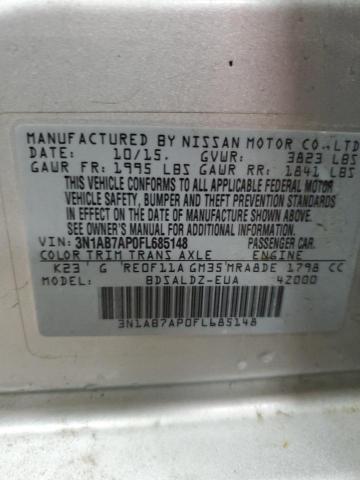 MANUFACTURED BY NISSAN MOTOR CO.,LTD.
DATE: 10/15. GVWR: 3823 LBS
GAWR FR: 1995 LBS GAWR RR: 1841 LBS
THIS VEHICLE CONFORMS TO ALL APPLICABLE FEDERAL MOTOR
VEHICLE SAFETY, BUMPER AND THEFT PREVENTION STANDARDS
IN EFFECT ON THE DATE OF MANUFACTURE SHOWN ABOVE.
VIN: 3N1AB7AP0FL685148 PASSENGER CAR.
COLOR TRIM TRANS AXLE ENGINE
K23 G RE0F11A GM35 MRA8DE 1798 CC
BDSALDZ-EUA 4Z000
SEE OWNERS MANUAL
FOR ADDITIONAL INFORMATION
3N1AB7AP0FL685148